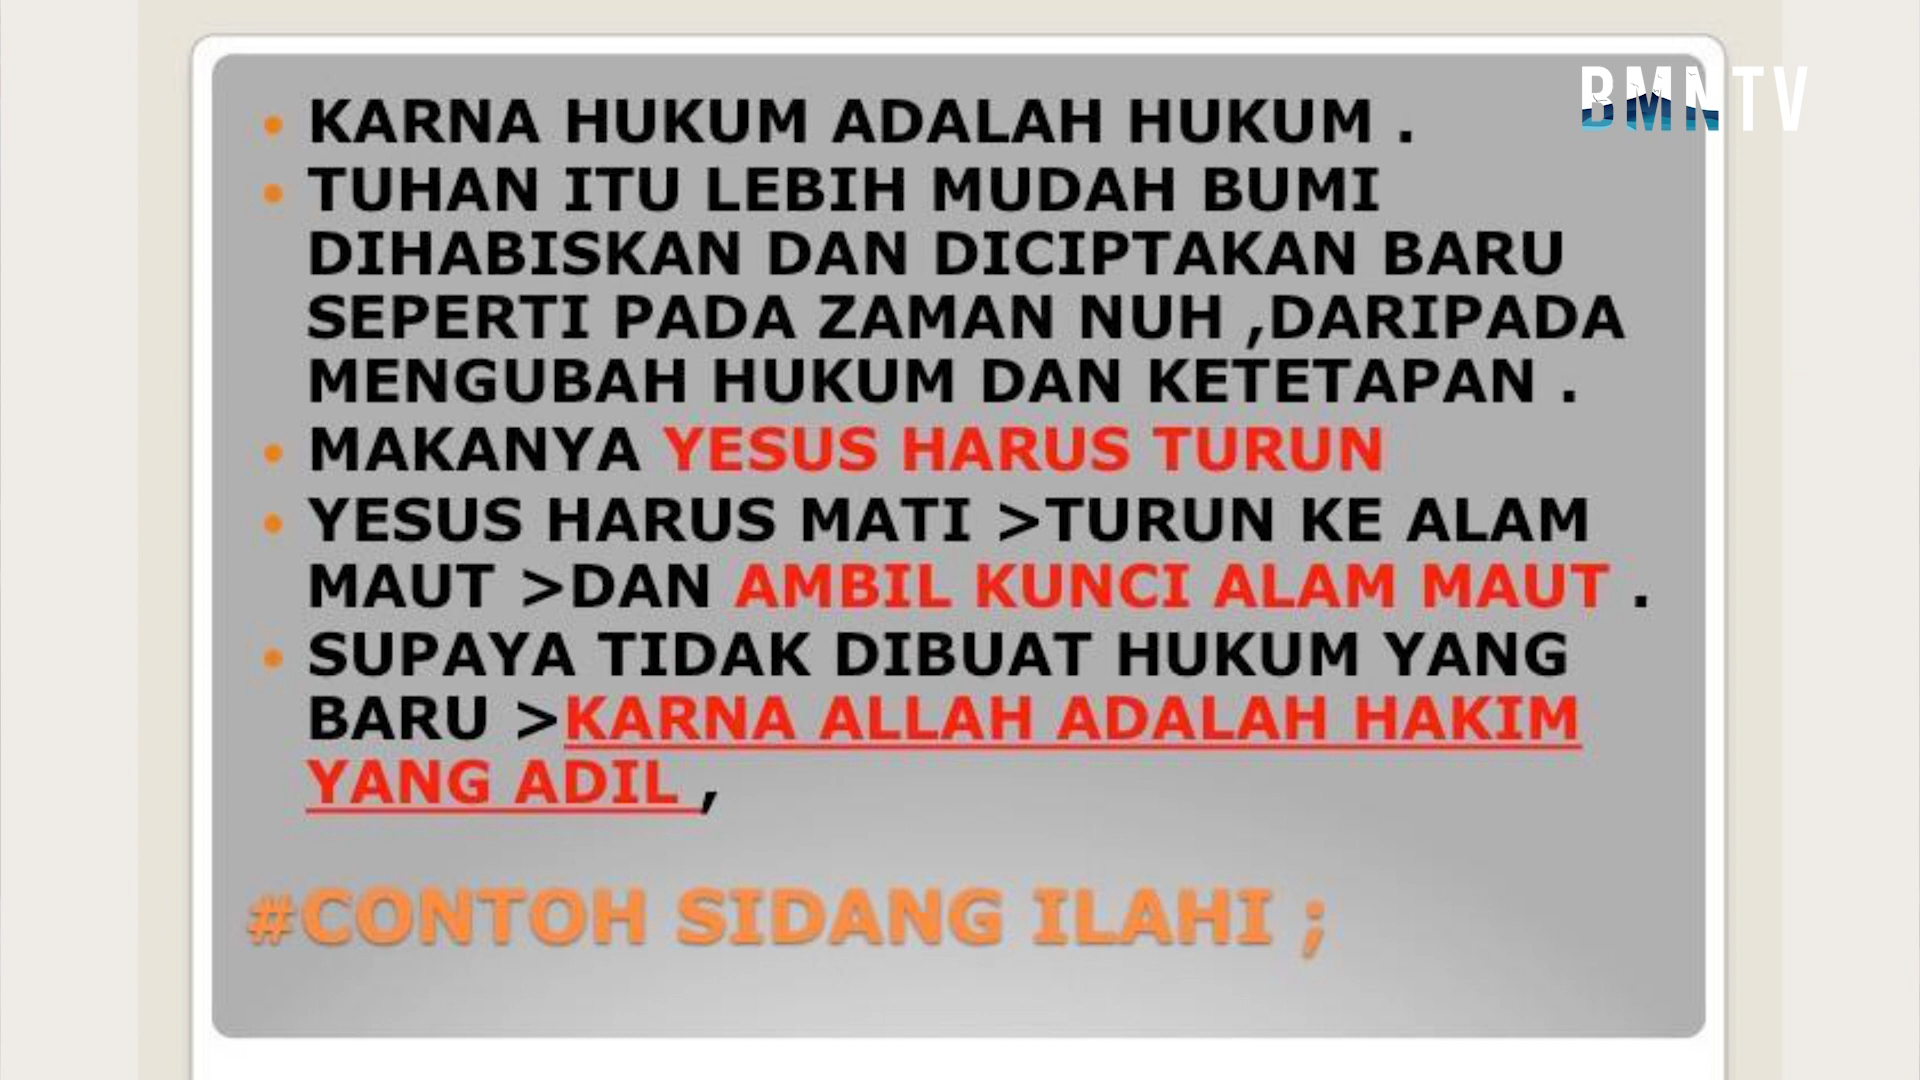 BMNTV
• KARNA HUKUM ADALAH HUKUM .
• TUHAN ITU LEBIH MUDAH BUMI
DIHABISKAN DAN DICIPTAKAN BARU
SEPERTI PADA ZAMAN NUH ,DARIPADA
MENGUBAH HUKUM DAN KETETAPAN .
• MAKANYA YESUS HARUS TURUN
• YESUS HARUS MATI >TURUN KE ALAM
MAUT >DAN AMBIL KUNCI ALAM MAUT .
• SUPAYA TIDAK DIBUAT HUKUM YANG
BARU >KARNA ALLAH ADALAH HAKIM
YANG ADIL ,
#CONTOH SIDANG ILAHI ;